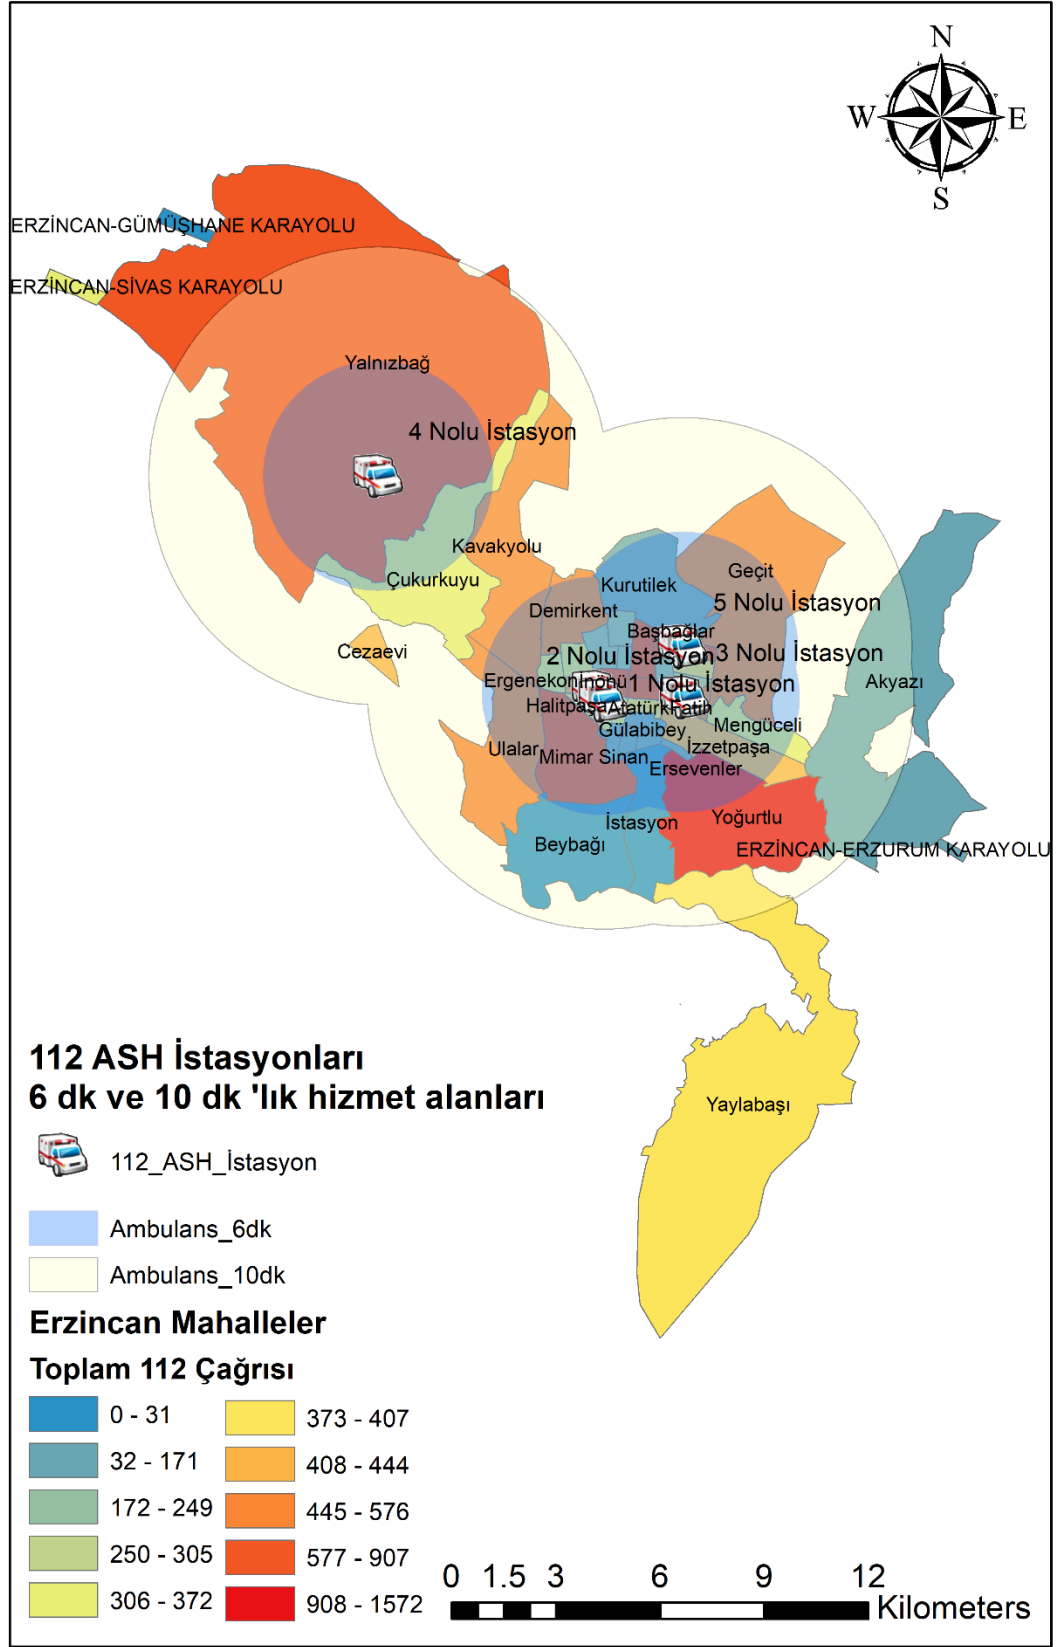 N
W E
S
ERZİNCAN-GÜMÜŞHANE KARAYOLU
ERZİNCAN-SİVAS KARAYOLU
Yalnızbağ
4 Nolu İstasyon
Kavakyolu
Çukurkuyu
Kurutilek
Geçit
Demirkent
5 Nolu İstasyon
Başbağlar
Cezaevi
2 Nolu İstasyon
3 Nolu İstasyon
Ergenekon
İnönü
1 Nolu İstasyon
Akyazı
Halitpaşa
Atatürk
Fatih
Mengüceli
Gülabibey
İzzetpaşa
Ulalar
Mimar Sinan
Ersevenler
İstasyon
Yoğurtlu
Beybağı
ERZİNCAN-ERZURUM KARAYOLU
Yaylabaşı
112 ASH İstasyonları
6 dk ve 10 dk 'lık hizmet alanları
112_ASH_İstasyon
Ambulans_6dk
Ambulans_10dk
Erzincan Mahalleler
Toplam 112 Çağrısı
0 - 31
32 - 171
172 - 249
250 - 305
306 - 372
373 - 407
408 - 444
445 - 576
577 - 907
908 - 1572
0 1.5 3 6 9 12
Kilometers